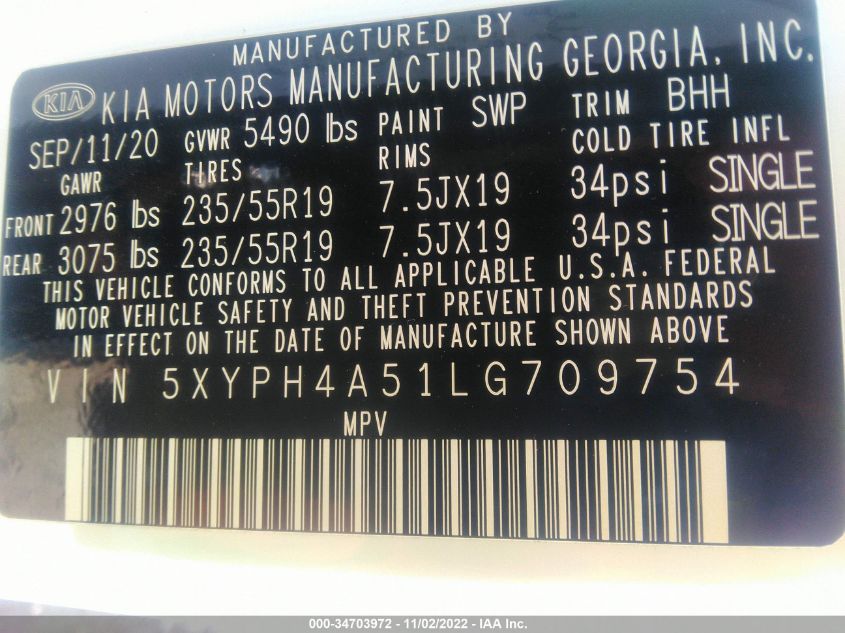 MANUFACTURED BY
KIA KIA MOTORS MANUFACTURING GEORGIA, INC.
SEP/11/20 GVWR 5490 lbs PAINT SWP TRIM BHH
GAWR TIRES RIMS COLD TIRE INFL
FRONT 2976 lbs 235/55R19 7.5JX19 34psi SINGLE
REAR 3075 lbs 235/55R19 7.5JX19 34psi SINGLE
THIS VEHICLE CONFORMS TO ALL APPLICABLE U.S.A. FEDERAL
MOTOR VEHICLE SAFETY AND THEFT PREVENTION STANDARDS
IN EFFECT ON THE DATE OF MANUFACTURE SHOWN ABOVE
VIN 5XYPH4A51LG709754
MPV
000-34703972 - 11/02/2022 - IAA Inc.